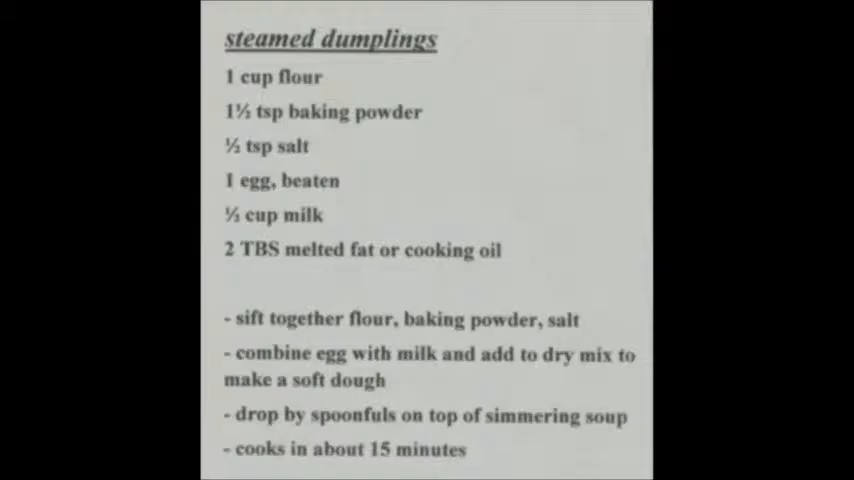 steamed dumplings
1 cup flour
1½ tsp baking powder
½ tsp salt
1 egg, beaten
⅓ cup milk
2 TBS melted fat or cooking oil
- sift together flour, baking powder, salt
- combine egg with milk and add to dry mix to
make a soft dough
- drop by spoonfuls on top of simmering soup
- cooks in about 15 minutes